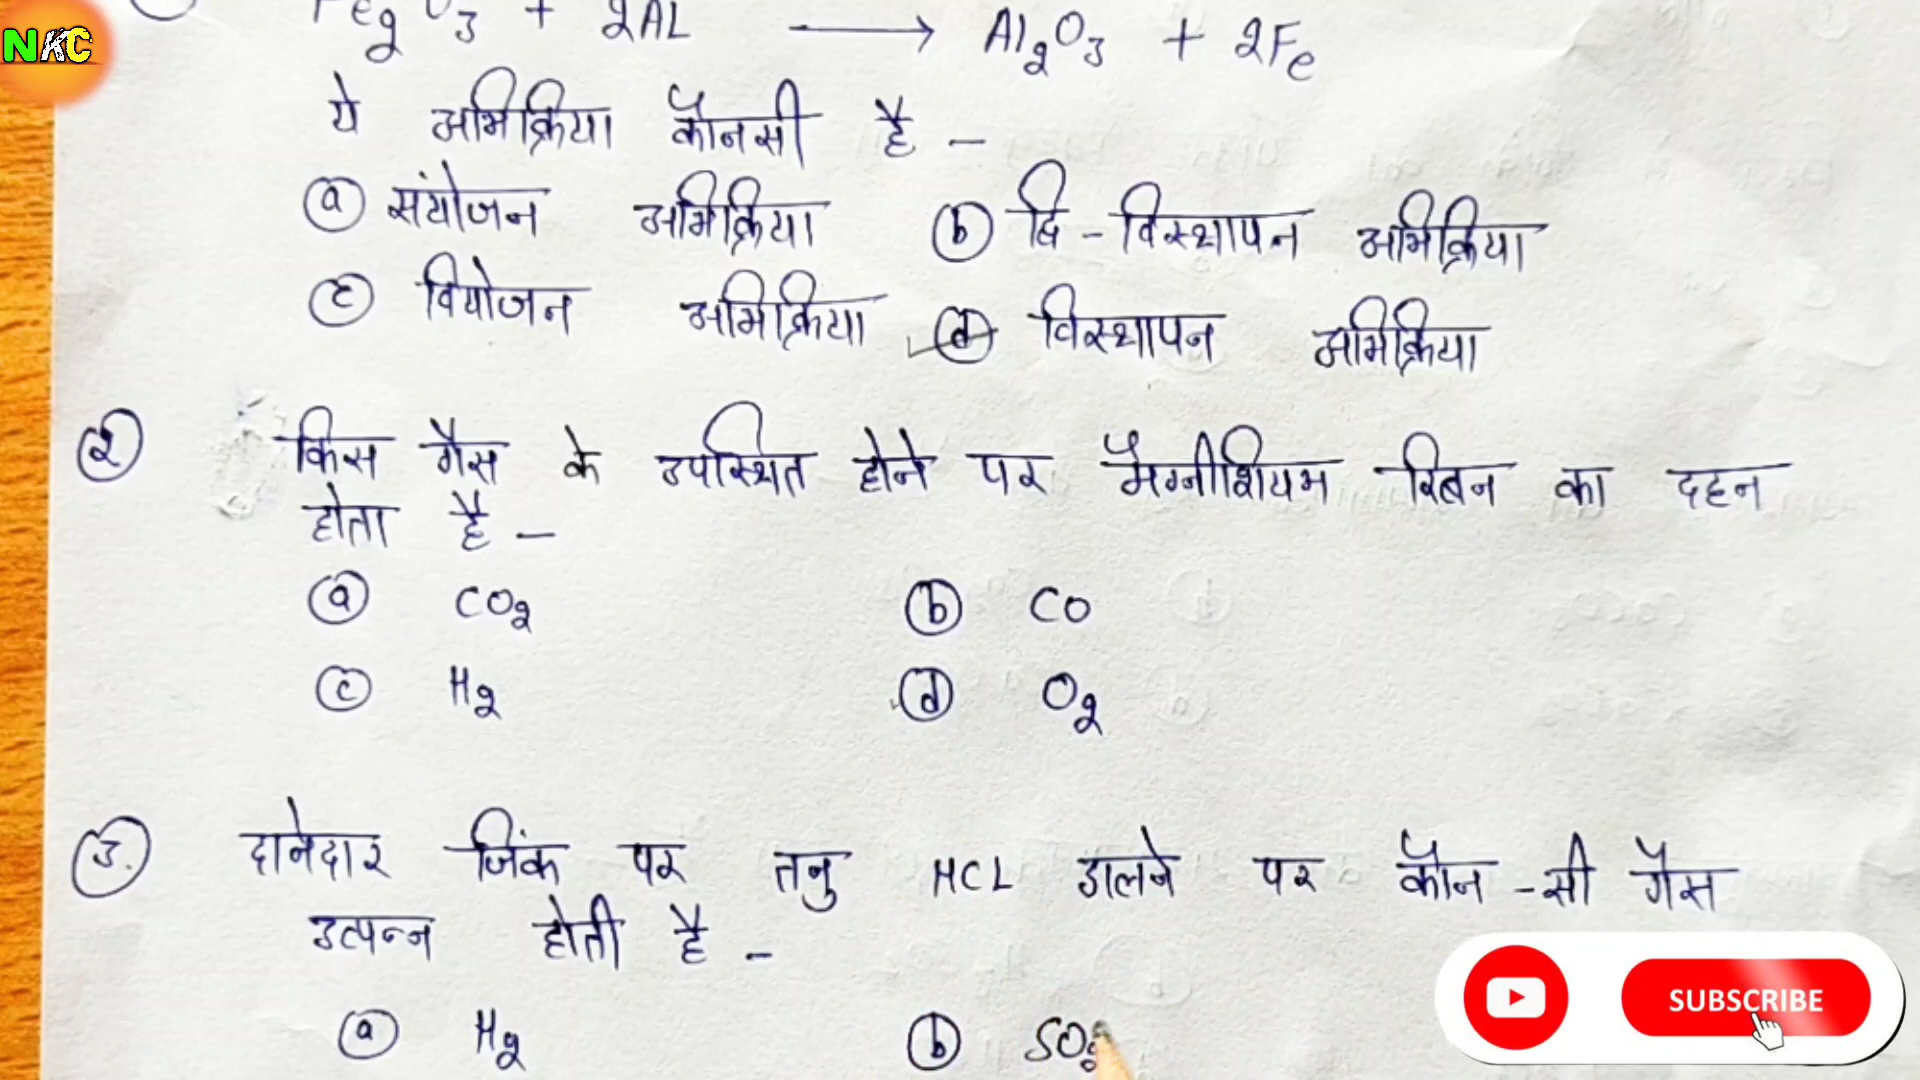 NKC
Fe₂O₃ + 2AL ⟶ Al₂O₃ + 2Fe
ये अभिक्रिया कौनसी है -
(a) संयोजन अभिक्रिया (b) द्वि - विस्थापन अभिक्रिया
(c) वियोजन अभिक्रिया (d) विस्थापन अभिक्रिया
(2) किस गैस के उपस्थित होने पर मैग्नीशियम रिबन का दहन
होता है -
(a) CO₂ (b) CO
(c) H₂ (d) O₂
(3.) दानेदार जिंक पर तनु HCL डालने पर कौन - सी गैस
उत्पन्न होती है -
(a) H₂ (b) SO₂
SUBSCRIBE